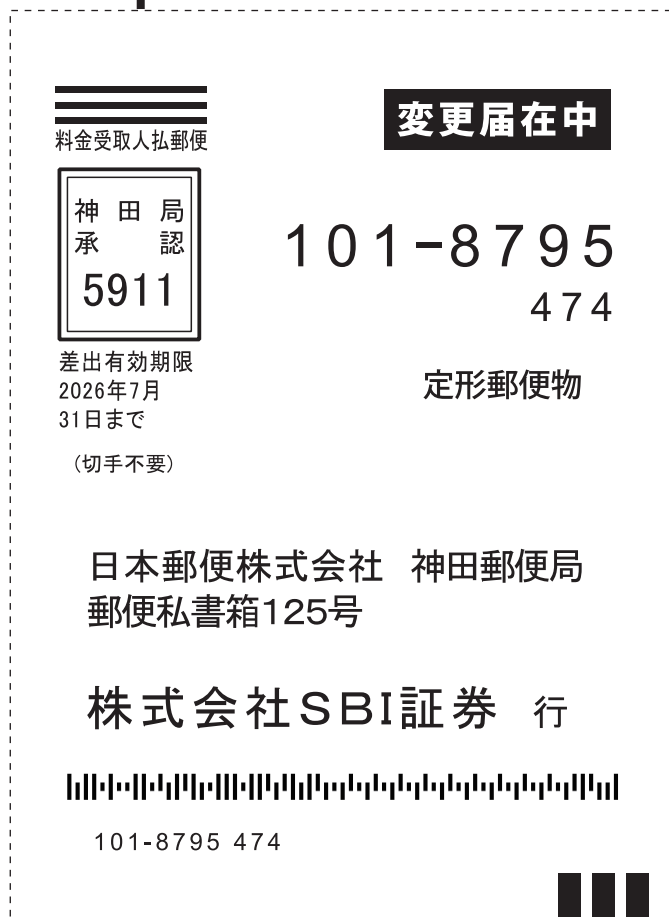 料金受取人払郵便
変更届在中
神田局
承認
5911
101-8795
474
差出有効期限
2026年7月
31日まで
定形郵便物
（切手不要）
日本郵便株式会社 神田郵便局
郵便私書箱125号
株式会社SBI証券 行
101-8795 474